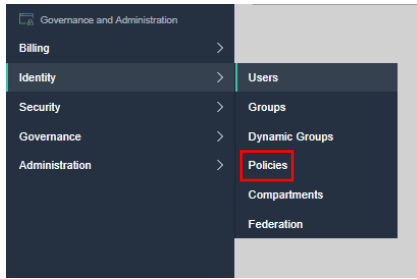 Governance and Administration
Billing
Identity
Security
Governance
Administration
Users
Groups
Dynamic Groups
Policies
Compartments
Federation